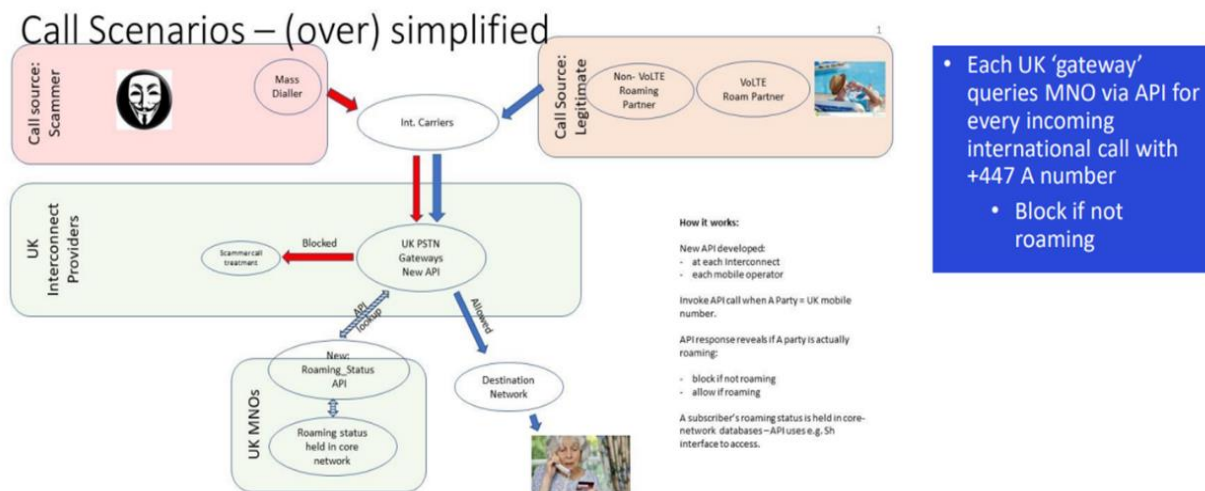 Call Scenarios – (over) simplified
1
Call source:
Scammer
Mass
Dialler
Int. Carriers
Call Source:
Legitimate
Non- VoLTE
Roaming
Partner
VoLTE
Roam Partner
UK
Interconnect
Providers
Scammer call
treatment
Blocked
UK PSTN
Gateways
New API
API
lookup
Allowed
UK MNOs
New:
Roaming_Status
API
Roaming status
held in core
network
Destination
Network
How it works:
New API developed:
- at each Interconnect
- each mobile operator
Invoke API call when A Party = UK mobile
number.
API response reveals if A party is actually
roaming:
- block if not roaming
- allow if roaming
A subscriber's roaming status is held in core-
network databases – API uses e.g. Sh
interface to access.
• Each UK ‘gateway’
queries MNO via API for
every incoming
international call with
+447 A number
• Block if not
roaming